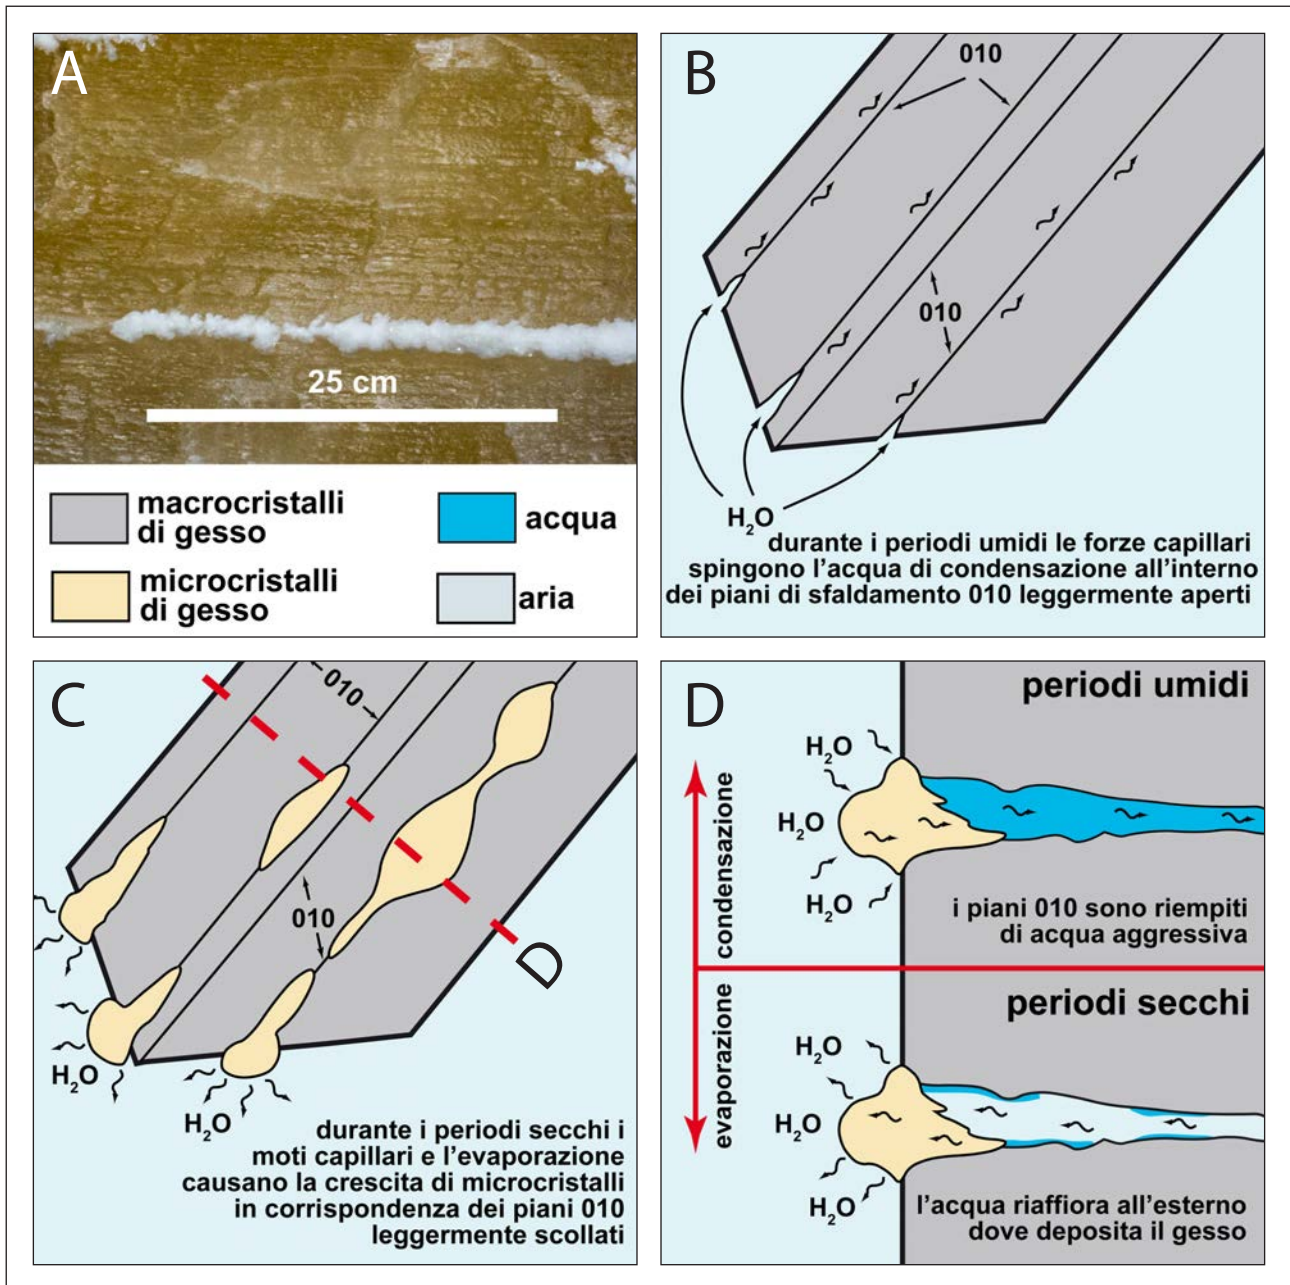 A
25 cm
macrocristalli
di gesso
acqua
microcristalli
di gesso
aria
B
010
010
H₂O
durante i periodi umidi le forze capillari
spingono l’acqua di condensazione all’interno
dei piani di sfaldamento 010 leggermente aperti
C
010
010
D
H₂O
H₂O
durante i periodi secchi i
moti capillari e l’evaporazione
causano la crescita di microcristalli
in corrispondenza dei piani 010
leggermente scollati
D
periodi umidi
H₂O
H₂O
H₂O
condensazione
i piani 010 sono riempiti
di acqua aggressiva
periodi secchi
evaporazione
H₂O
H₂O
H₂O
l’acqua riaffiora all’esterno
dove deposita il gesso